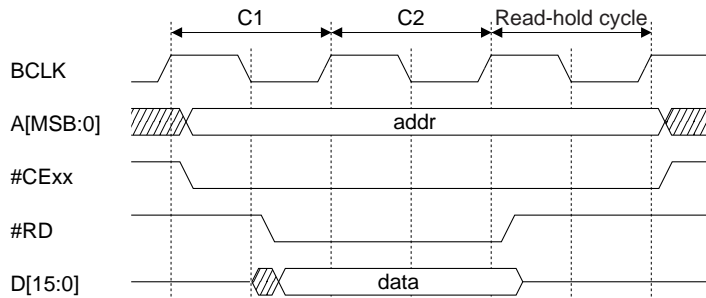 C1 C2 Read-hold cycle
BCLK
A[MSB:0] addr
#CExx
#RD
D[15:0] data